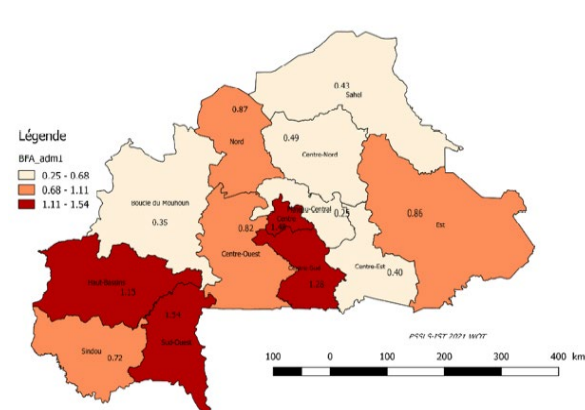 0.43
Sahel
0.87
Nord
0.49
Centre-Nord
Légende
BFA_adm1
0.25 - 0.68
0.68 - 1.11
1.11 - 1.54
Boucle du Mouhoun
0.35
0.25
Centre
0.82
Centre-Ouest
0.86
Est
Centre-Est
0.40
1.15
1.54
Sud-Ouest
Sindou
0.72
100 0 100 200 300 400 km